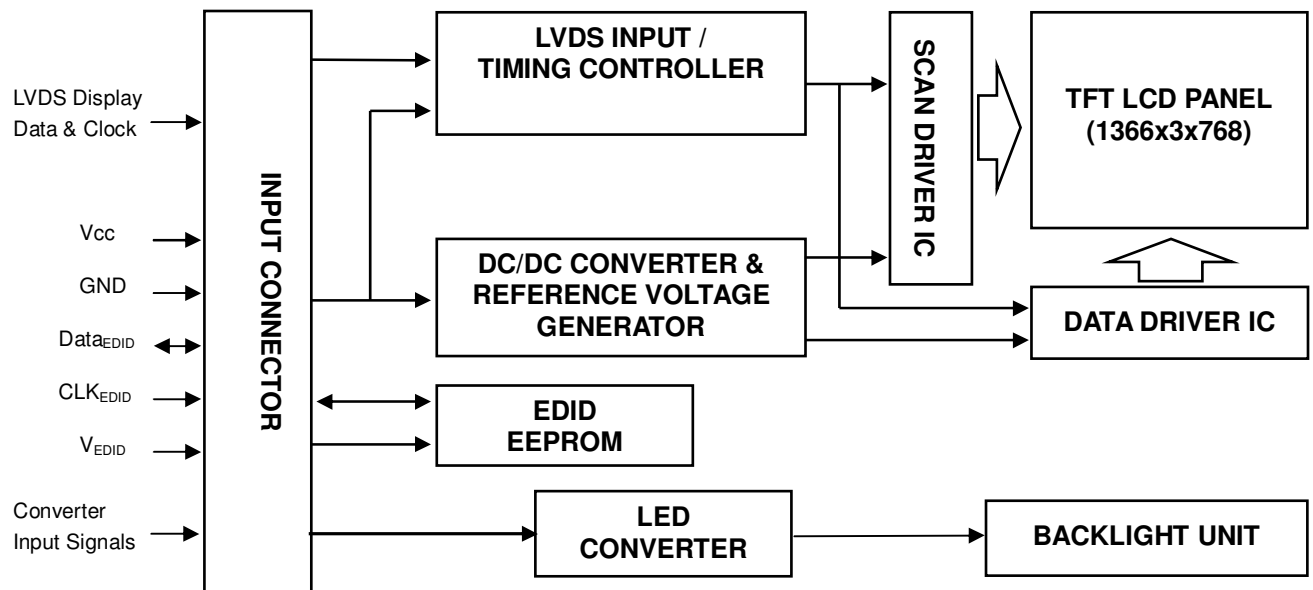 LVDS Display
Data & Clock
Vcc
GND
DataEDID
CLKEDID
VEDID
Converter
Input Signals
INPUT CONNECTOR
LVDS INPUT /
TIMING CONTROLLER
DC/DC CONVERTER &
REFERENCE VOLTAGE
GENERATOR
EDID
EEPROM
LED
CONVERTER
SCAN DRIVER IC
TFT LCD PANEL
(1366x3x768)
DATA DRIVER IC
BACKLIGHT UNIT